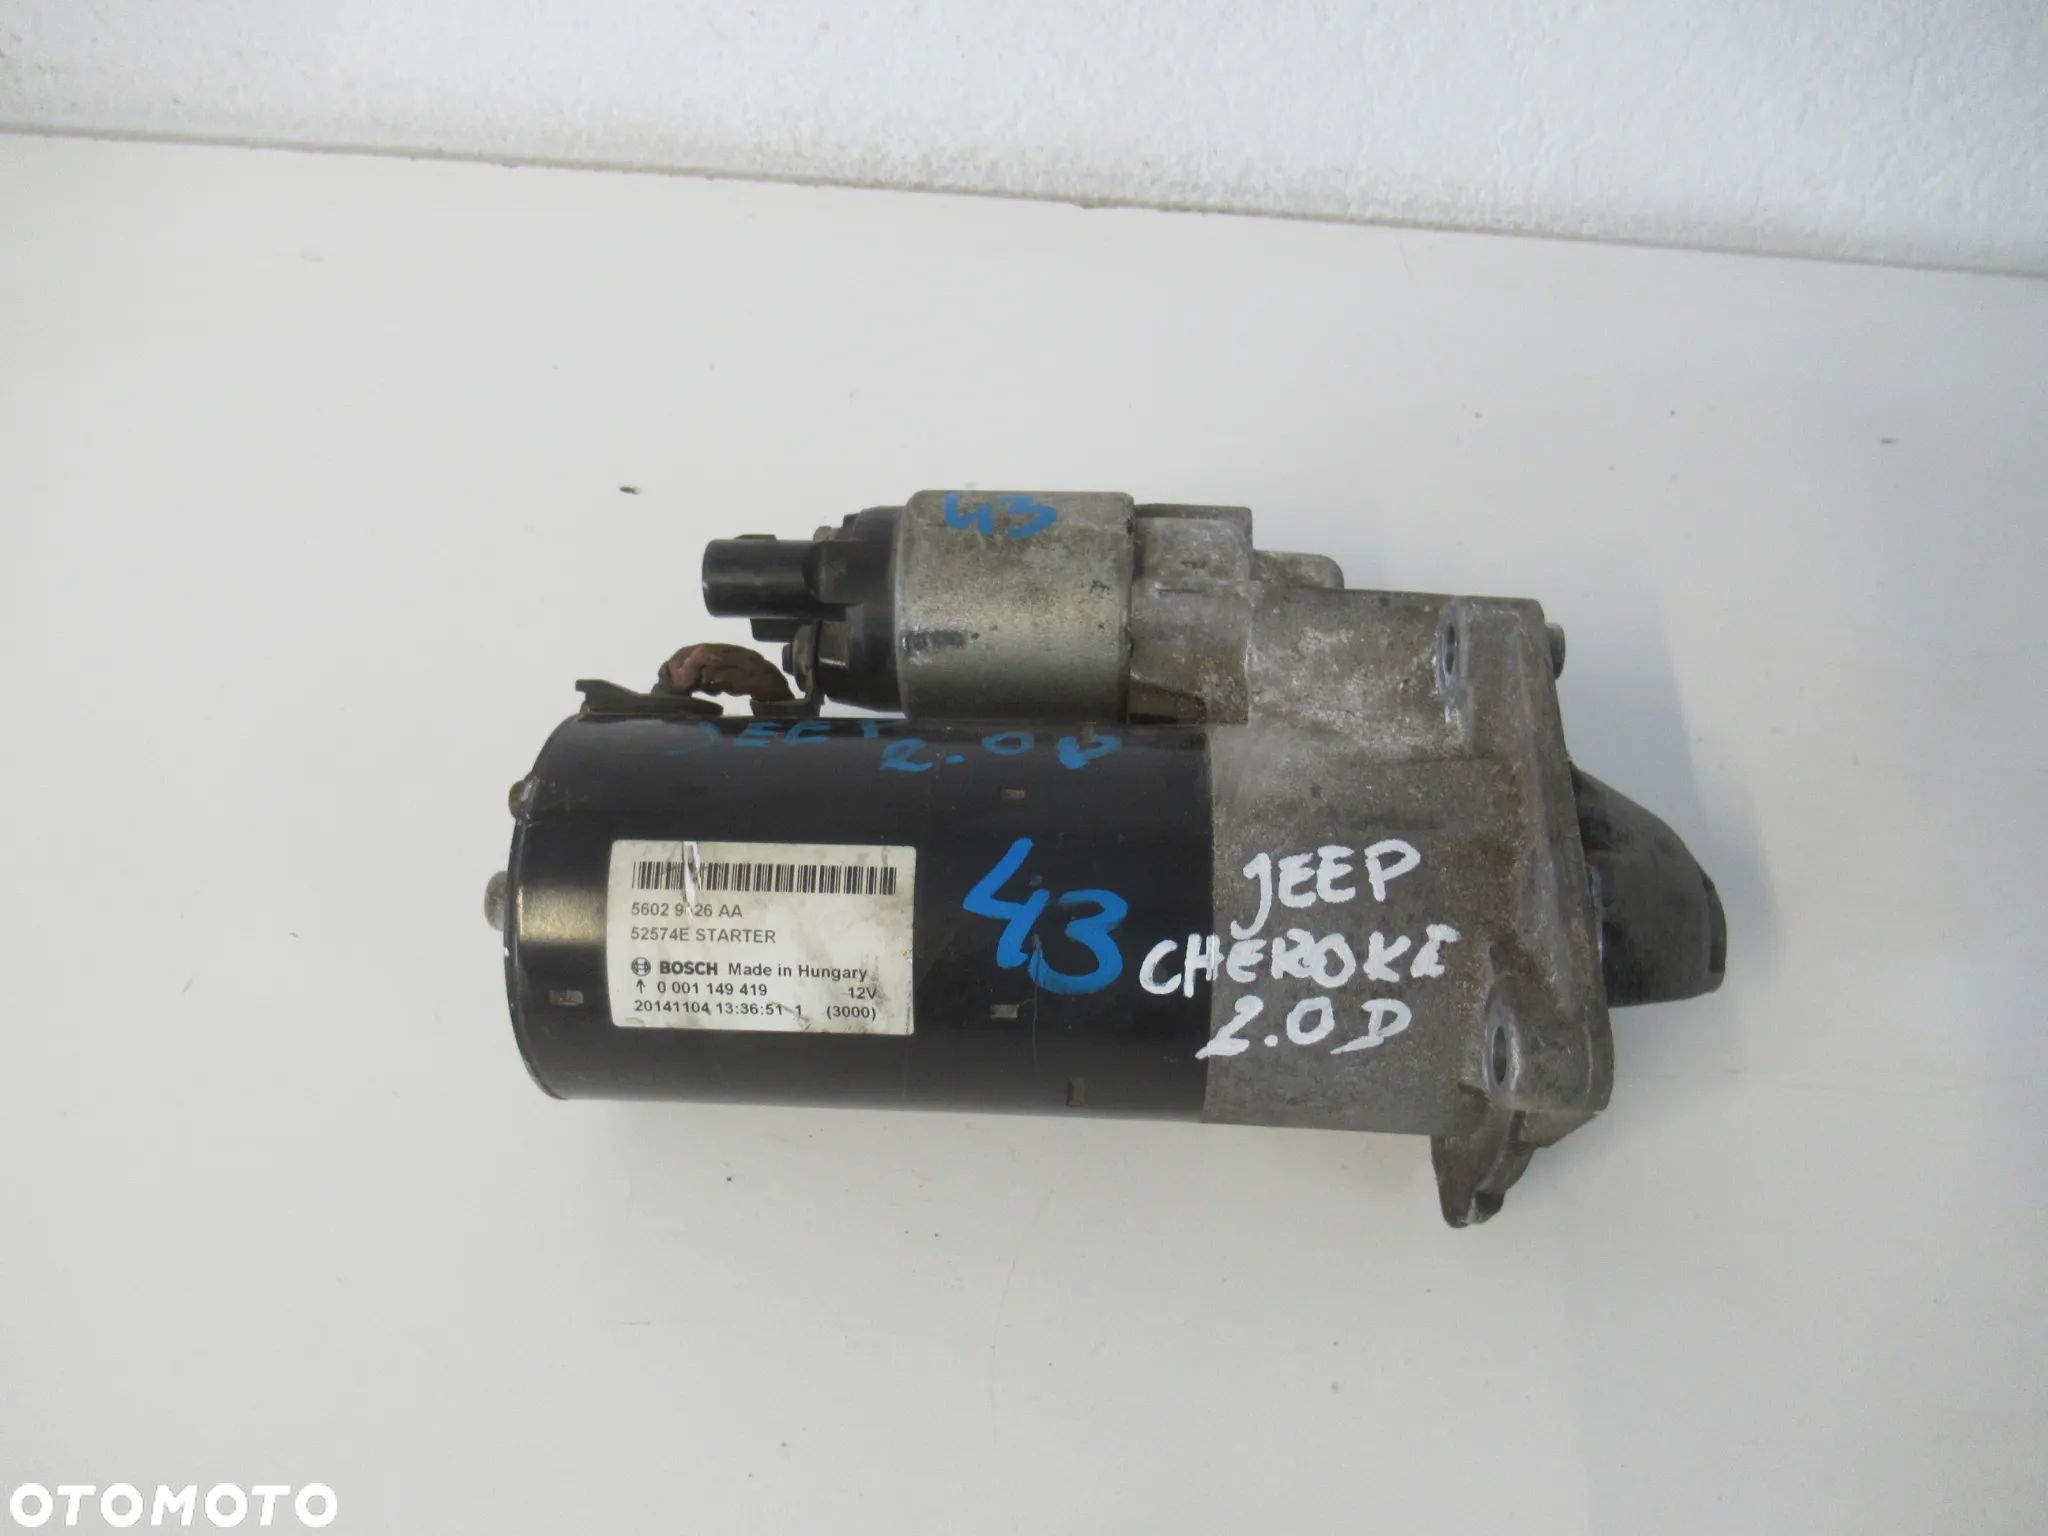 43
JEEP
2.0D
5602 9 26 AA
52574E STARTER
BOSCH Made in Hungary
0 001 149 419 12V
20141104 13:36:51 1 (3000)
43
JEEP
CHEROKE
2.0D
OTOMOTO